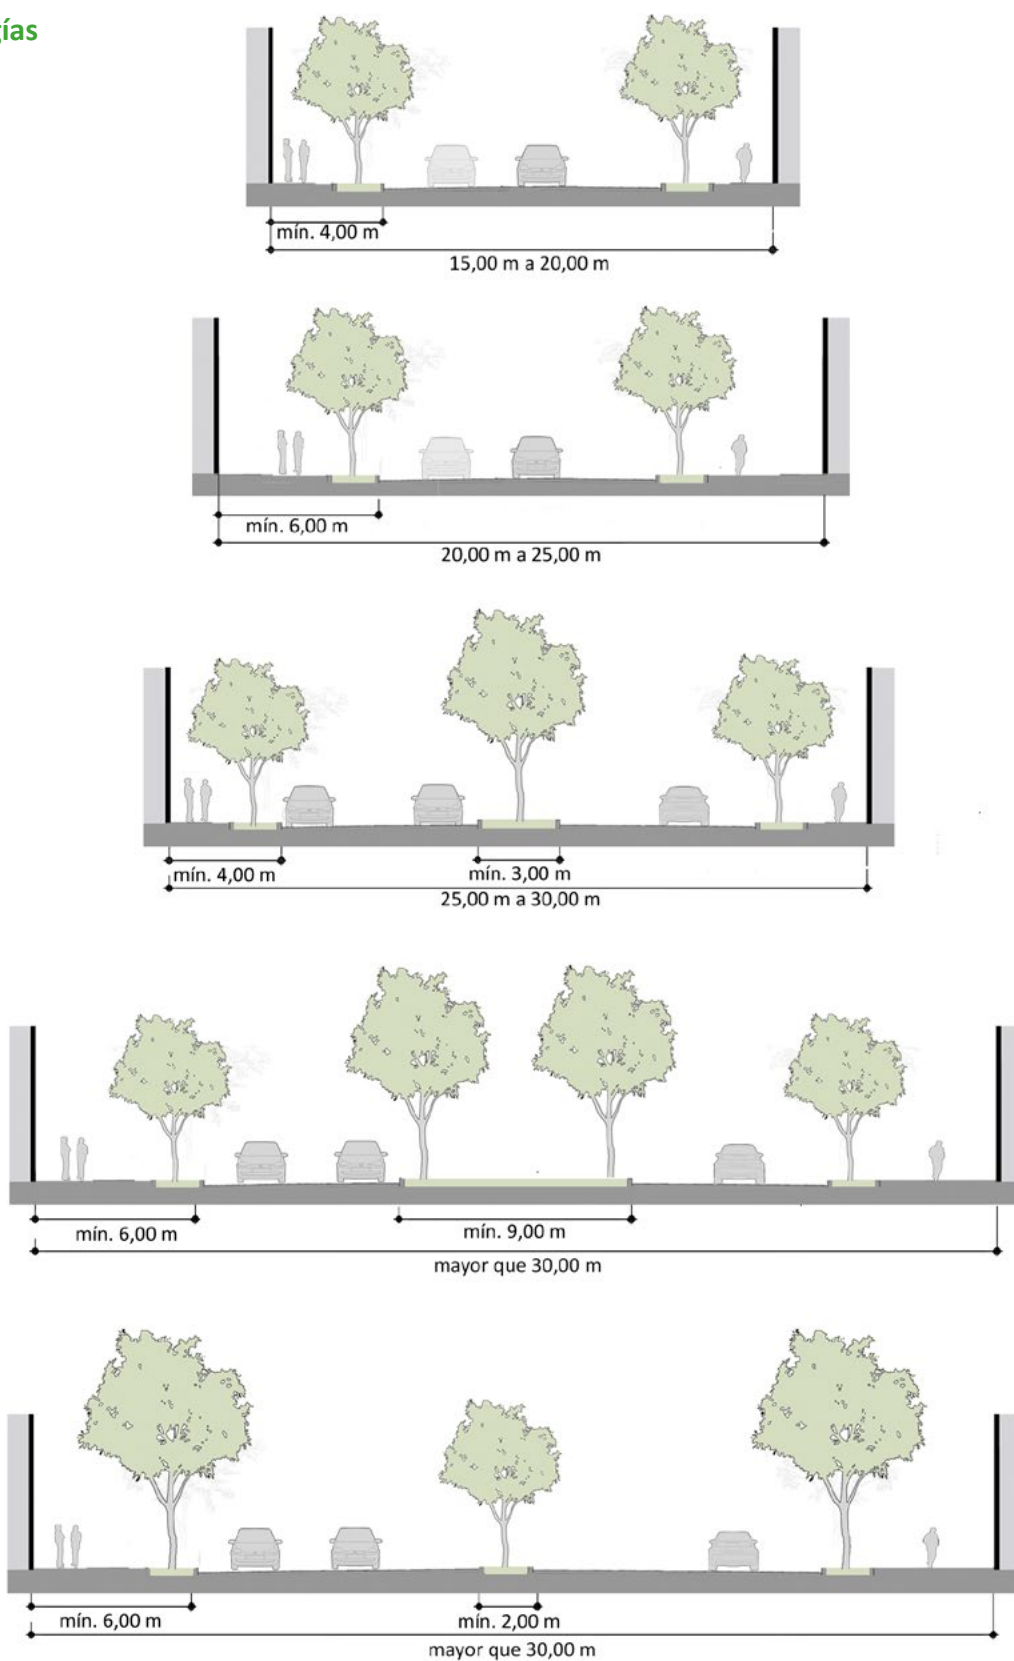 gías
mín. 4,00 m
15,00 m a 20,00 m
mín. 6,00 m
20,00 m a 25,00 m
mín. 4,00 m
mín. 3,00 m
25,00 m a 30,00 m
mín. 6,00 m
mín. 9,00 m
mayor que 30,00 m
mín. 6,00 m
mín. 2,00 m
mayor que 30,00 m